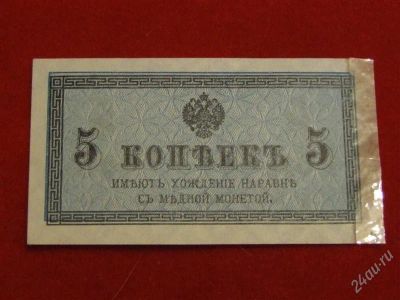 5 КОПѢЕКЪ 5
ИМѢЮТЪ ХОЖДЕНІЕ НАРАВНѢ
СЪ МѢДНОЙ МОНЕТОЙ.
24au.ru